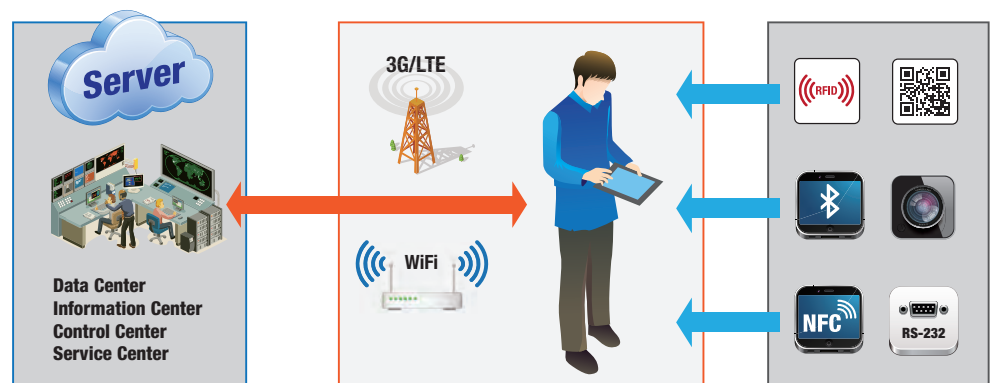 Server
Data Center
Information Center
Control Center
Service Center
3G/LTE
WiFi
RFID
NFC
RS-232